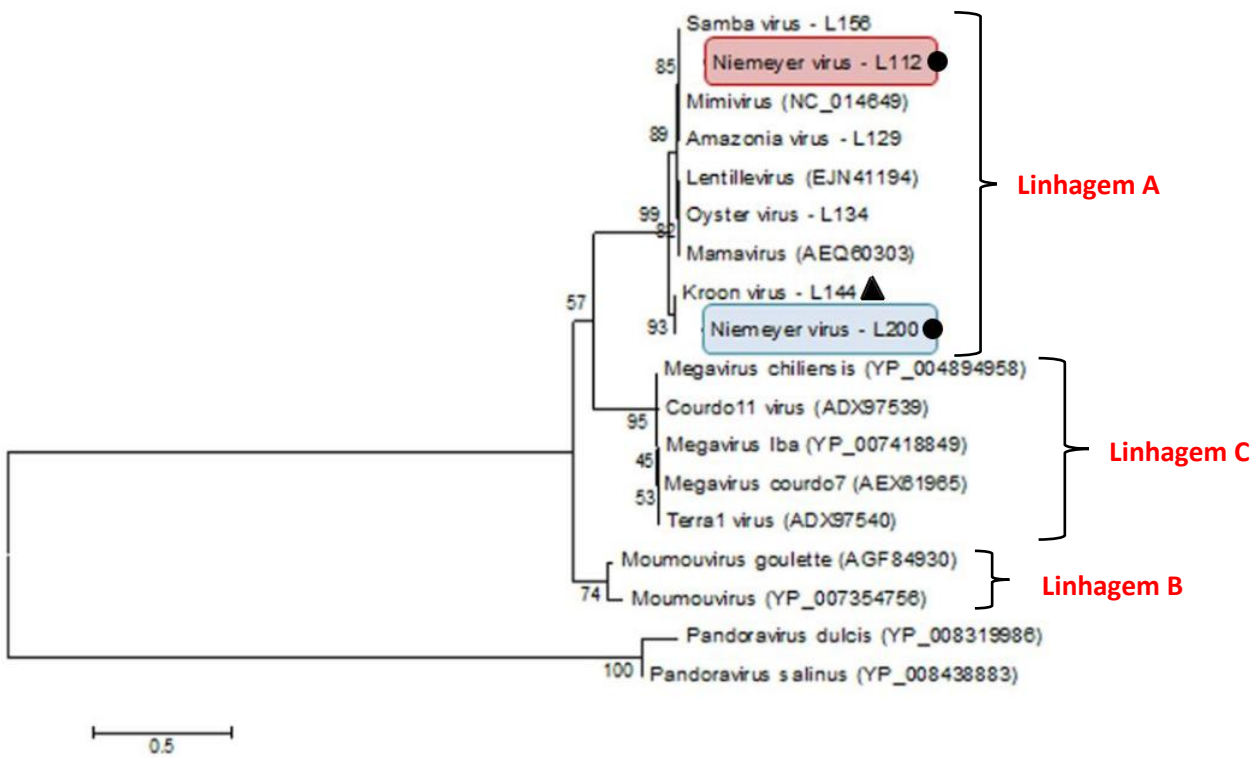 Samba virus - L156
85
Niemeyer virus - L112
Mimivirus (NC_014649)
89
Amazonia virus - L129
Lentillevirus (EJN41194)
Linhagem A
99
Oyster virus - L134
82
Mamavirus (AEQ60303)
Kroon virus - L144
57
93
Niemeyer virus - L200
Megavirus chiliensis (YP_004894958)
Courdo11 virus (ADX97539)
95
Megavirus Iba (YP_007418849)
Linhagem C
45
Megavirus courdo7 (AEX61965)
53
Terra1 virus (ADX97540)
Moumouvirus goulette (AGF84930)
Linhagem B
74
Moumouvirus (YP_007354756)
Pandoravirus dulcis (YP_008319986)
100
Pandoravirus salinus (YP_008438883)
0.5